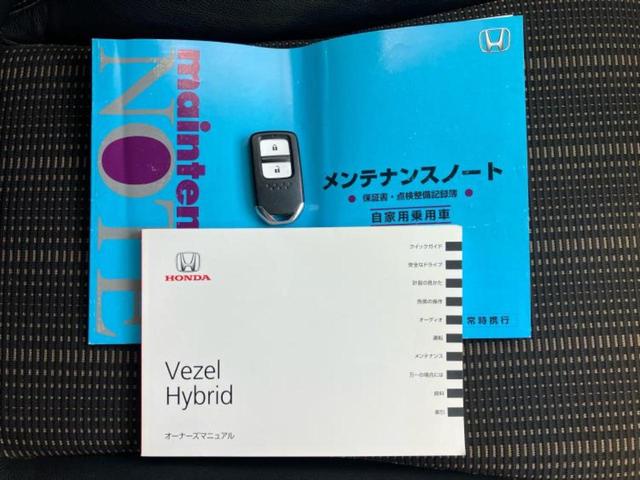 maintenance
NOTE
メンテナンスノート
保証書・点検整備記録簿
自家用乗用車
常時携行
HONDA
Vezel
Hybrid
オーナーズマニュアル
クイックガイド
安全なドライブ
計器の見かた
各部の操作
オーディオ
運転
メンテナンス
万一の場合には
資料
索引